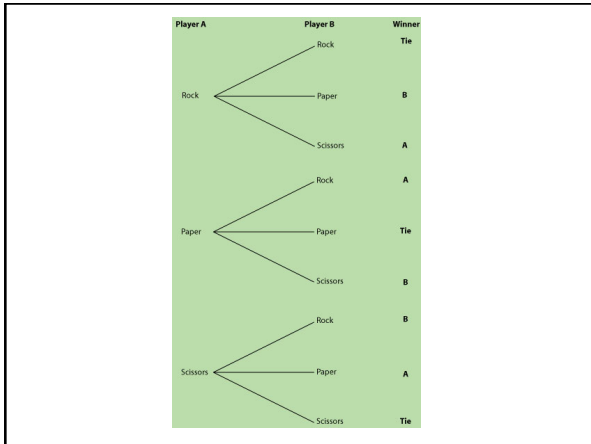 Player A Player B Winner
Rock Tie
Rock Paper B
Scissors A
Rock A
Paper Paper Tie
Scissors B
Rock B
Scissors Paper A
Scissors Tie